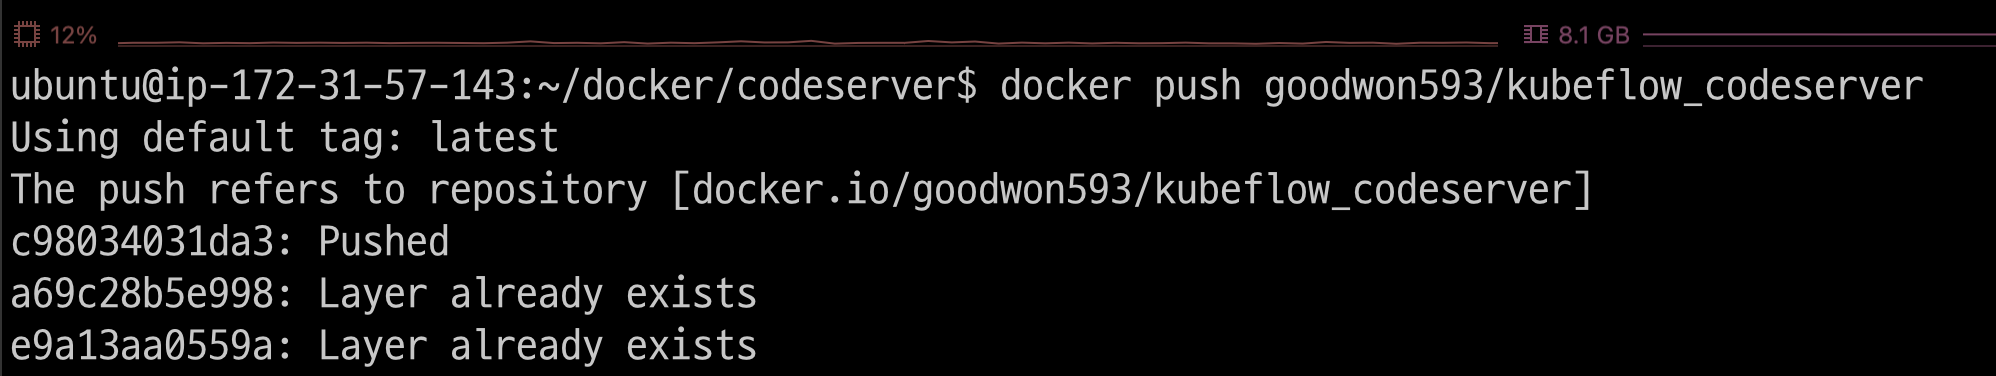 12% 8.1 GB
ubuntu@ip-172-31-57-143:~/docker/codeserver$ docker push goodwon593/kubeflow_codeserver
Using default tag: latest
The push refers to repository [docker.io/goodwon593/kubeflow_codeserver]
c98034031da3: Pushed
a69c28b5e998: Layer already exists
e9a13aa0559a: Layer already exists